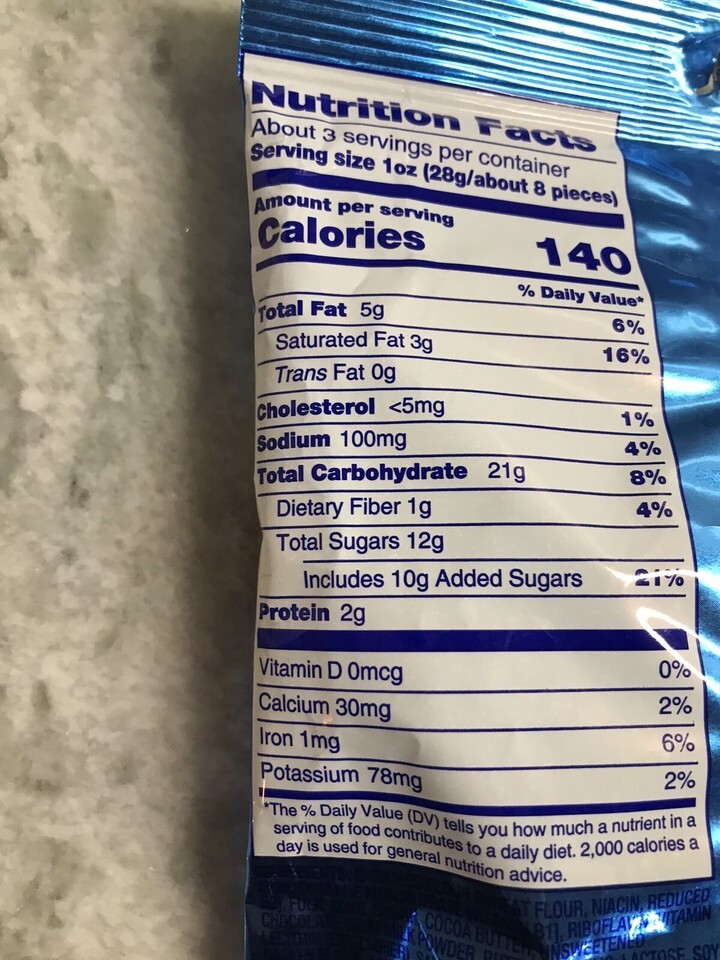 Nutrition Facts
About 3 servings per container
Serving size 1oz (28g/about 8 pieces)
Amount per serving
Calories 140
% Daily Value*
Total Fat 5g 6%
Saturated Fat 3g 16%
Trans Fat 0g
Cholesterol <5mg 1%
Sodium 100mg 4%
Total Carbohydrate 21g 8%
Dietary Fiber 1g 4%
Total Sugars 12g
Includes 10g Added Sugars 21%
Protein 2g
Vitamin D 0mcg 0%
Calcium 30mg 2%
Iron 1mg 6%
Potassium 78mg 2%
*The % Daily Value (DV) tells you how much a nutrient in a
serving of food contributes to a daily diet. 2,000 calories a
day is used for general nutrition advice.
FLOUR, NIACIN, REDUCED
B1), RIBOFLAVIN VITAMIN
COCOA BUTTER, UNSWEETENED
POWDER, LACTOSE, SOY